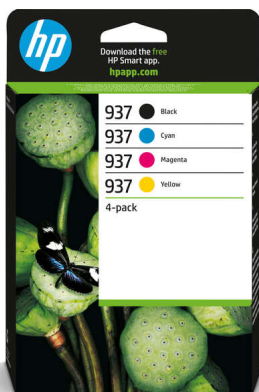 hp
Download the free
HP Smart app.
hpapp.com
937 Black
937 Cyan
937 Magenta
937 Yellow
4-pack